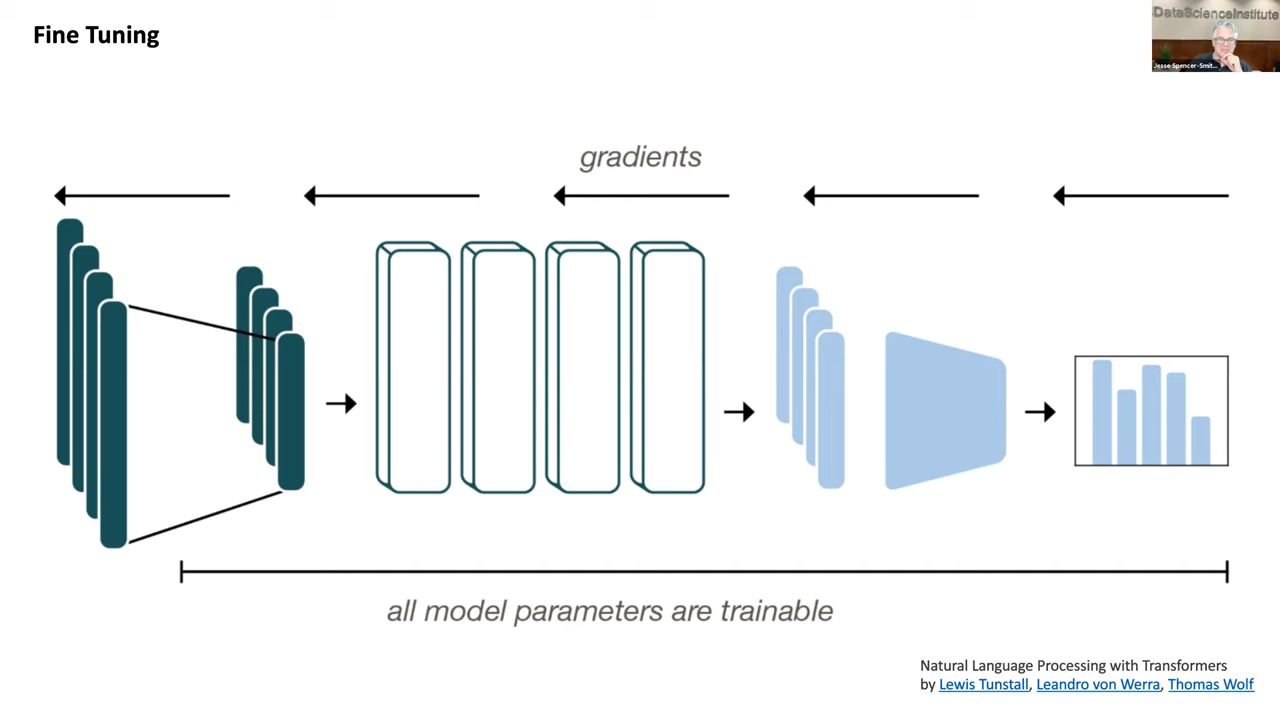 Fine Tuning
DataScienceInstitute
Jesse Spencer-Smit...
gradients
all model parameters are trainable
Natural Language Processing with Transformers
by Lewis Tunstall, Leandro von Werra, Thomas Wolf